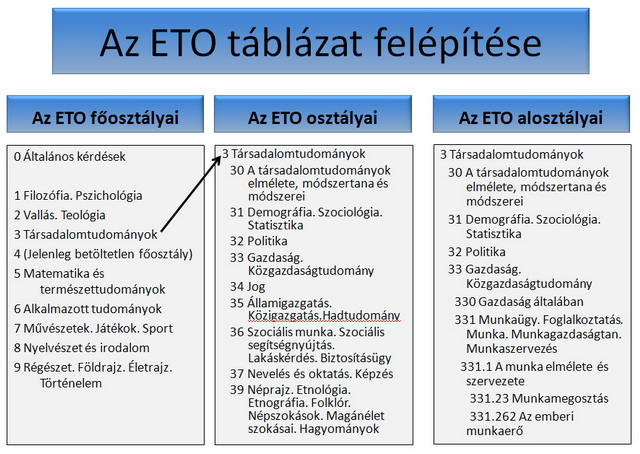 Az ETO táblázat felépítése
Az ETO főosztályai
0 Általános kérdések
1 Filozófia. Pszichológia
2 Vallás. Teológia
3 Társadalomtudományok
4 (Jelenleg betöltetlen főosztály)
5 Matematika és
természettudományok
6 Alkalmazott tudományok
7 Művészetek. Játékok. Sport
8 Nyelvészet és irodalom
9 Régészet. Földrajz. Életrajz.
Történelem
Az ETO osztályai
3 Társadalomtudományok
30 A társadalomtudományok
elmélete, módszertana és
módszerei
31 Demográfia. Szociológia.
Statisztika
32 Politika
33 Gazdaság.
Közgazdaságtudomány
34 Jog
35 Államigazgatás.
Közigazgatás.Hadtudomány
36 Szociális munka. Szociális
segítségnyújtás.
Lakáskérdés. Biztosításügy
37 Nevelés és oktatás. Képzés
39 Néprajz. Etnológia.
Etnográfia. Folklór.
Népszokások. Magánélet
szokásai. Hagyományok
Az ETO alosztályai
3 Társadalomtudományok
30 A társadalomtudományok
elmélete, módszertana és
módszerei
31 Demográfia. Szociológia.
Statisztika
32 Politika
33 Gazdaság.
Közgazdaságtudomány
330 Gazdaság általában
331 Munkaügy. Foglalkoztatás.
Munka. Munkagazdaságtan.
Munkaszervezés
331.1 A munka elmélete és
szervezete
331.23 Munkamegosztás
331.262 Az emberi
munkaerő